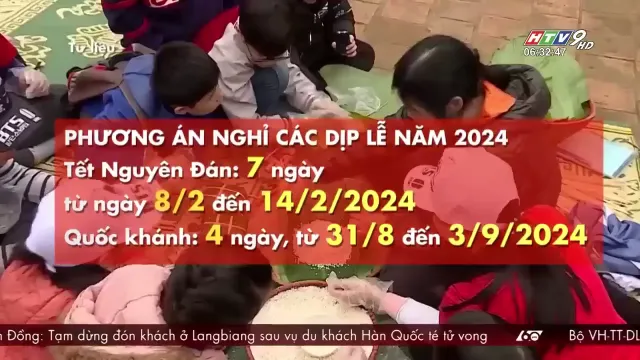 Tư liệu
HTV9 HD
06:32:47
PHƯƠNG ÁN NGHỈ CÁC DỊP LỄ NĂM 2024
Tết Nguyên Đán: 7 ngày
từ ngày 8/2 đến 14/2/2024
Quốc khánh: 4 ngày, từ 31/8 đến 3/9/2024
Đồng: Tạm dừng đón khách ở Langbiang sau vụ du khách Hàn Quốc té tử vong
Bộ VH-TT-DL